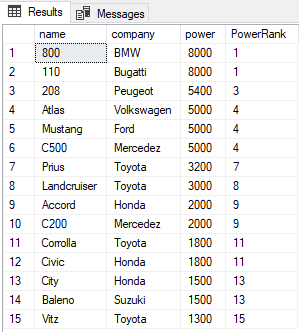 Results Messages
name company power PowerRank
1 800 BMW 8000 1
2 110 Bugatti 8000 1
3 208 Peugeot 5400 3
4 Atlas Volkswagen 5000 4
5 Mustang Ford 5000 4
6 C500 Mercedez 5000 4
7 Prius Toyota 3200 7
8 Landcruiser Toyota 3000 8
9 Accord Honda 2000 9
10 C200 Mercedez 2000 9
11 Corrolla Toyota 1800 11
12 Civic Honda 1800 11
13 City Honda 1500 13
14 Baleno Suzuki 1500 13
15 Vitz Toyota 1300 15